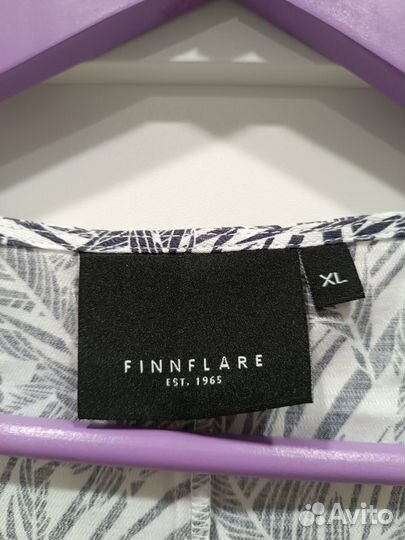 XL
FINNFLARE
EST. 1965
Avito